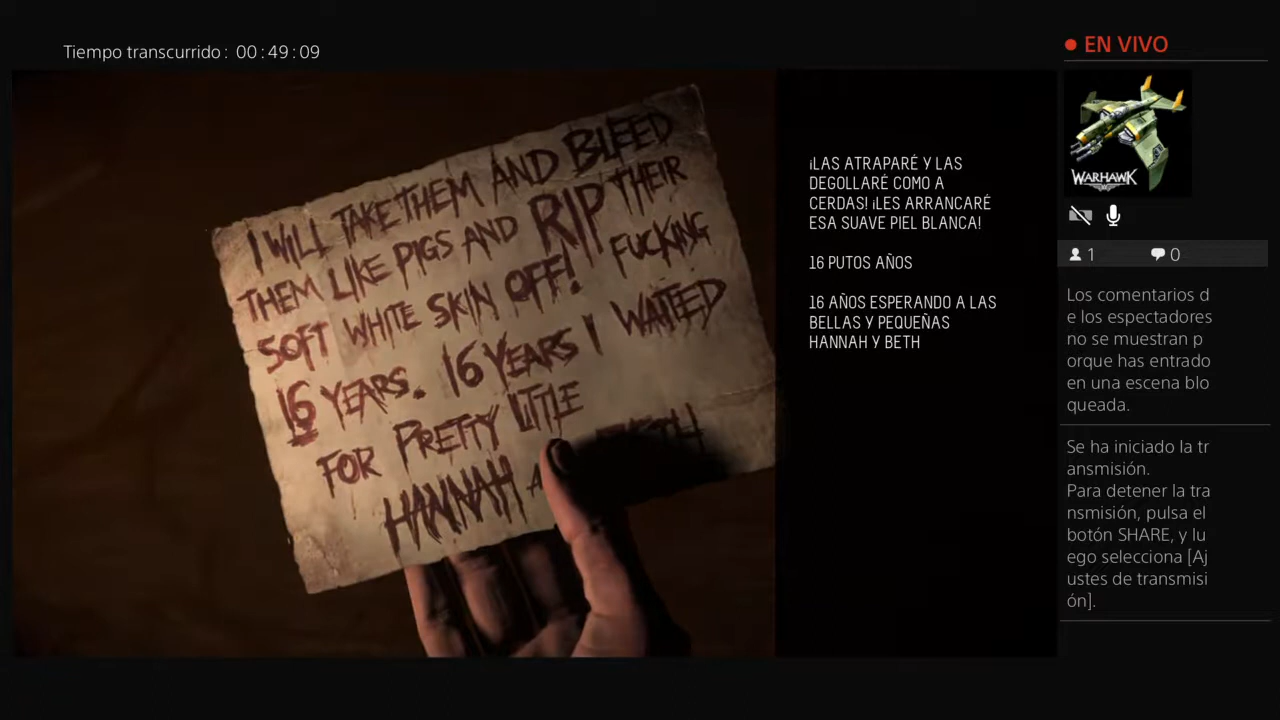 Tiempo transcurrido: 00:49:09
EN VIVO
I WILL TAKE THEM AND BLEED
THEM LIKE PIGS AND RIP THEIR
SOFT WHITE SKIN OFF! FUCKING
16 YEARS. 16 YEARS I WAITED
FOR PRETTY LITTLE
HANNAH
¡LAS ATRAPARÉ Y LAS
DEGOLLARÉ COMO A
CERDAS! ¡LES ARRANCARÉ
ESA SUAVE PIEL BLANCA!
16 PUTOS AÑOS
16 AÑOS ESPERANDO A LAS
BELLAS Y PEQUEÑAS
HANNAH Y BETH
WARHAWK
1 0
Los comentarios d
e los espectadores
no se muestran p
orque has entrado
en una escena blo
queada.
Se ha iniciado la tr
ansmisión.
Para detener la tra
nsmisión, pulsa el
botón SHARE, y lu
ego selecciona [Aj
ustes de transmisi
ón].